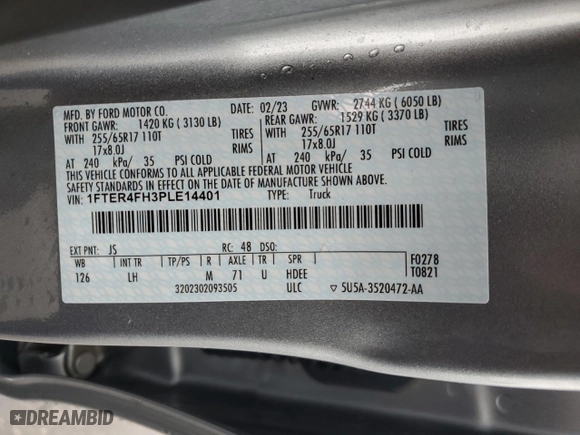 MFD. BY FORD MOTOR CO. DATE: 02/23 GVWR: 2744 KG ( 6050 LB)
FRONT GAWR: 1420 KG ( 3130 LB) REAR GAWR: 1529 KG ( 3370 LB)
WITH 255/65R17 110T TIRES WITH 255/65R17 110T TIRES
17x8.0J RIMS 17x8.0J RIMS
AT 240 kPa/ 35 PSI COLD AT 240 kPa/ 35 PSI COLD
THIS VEHICLE CONFORMS TO ALL APPLICABLE FEDERAL MOTOR VEHICLE
SAFETY STANDARDS IN EFFECT ON THE DATE OF MANUFACTURE SHOWN ABOVE.
VIN: 1FTER4FH3PLE14401 TYPE: Truck
EXT PNT: JS RC: 48 DSO:
WB INT TR TP/PS R AXLE TR SPR F0278
126 LH M 71 U HDEE T0821
3202302093505 ULC ▽ 5U5A-3520472-AA
DREAMBID